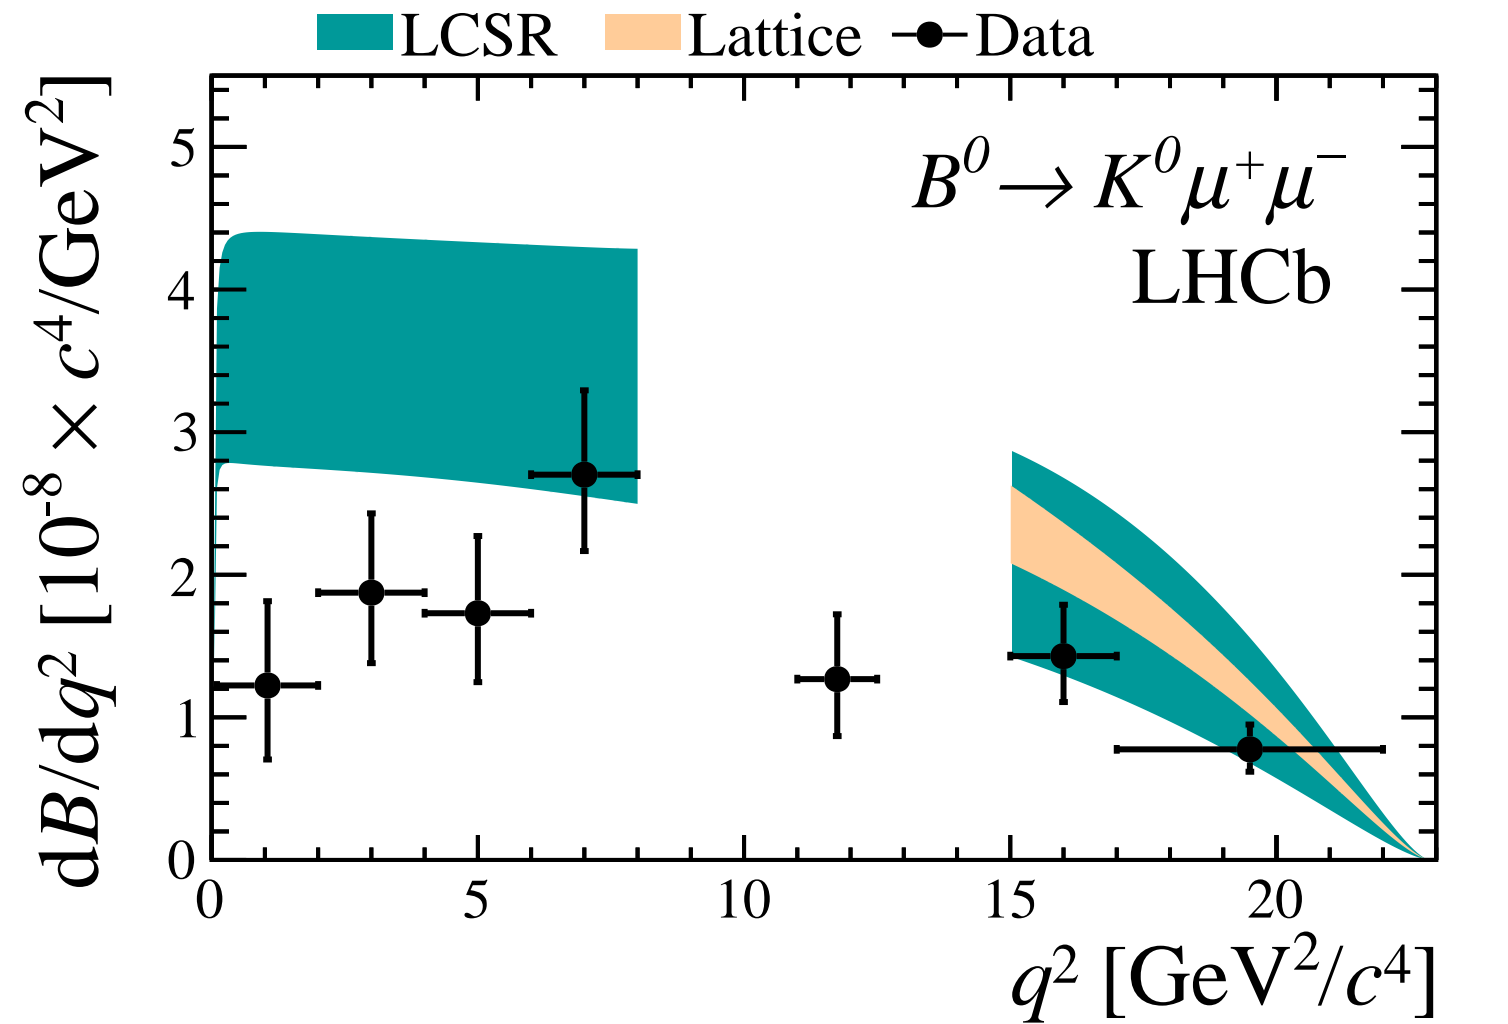 LCSR Lattice Data
dB/dq² [10⁻⁸ × c⁴/GeV²]
5
4
3
2
1
0
B⁰ → K⁰μ⁺μ⁻
LHCb
0 5 10 15 20
q² [GeV²/c⁴]